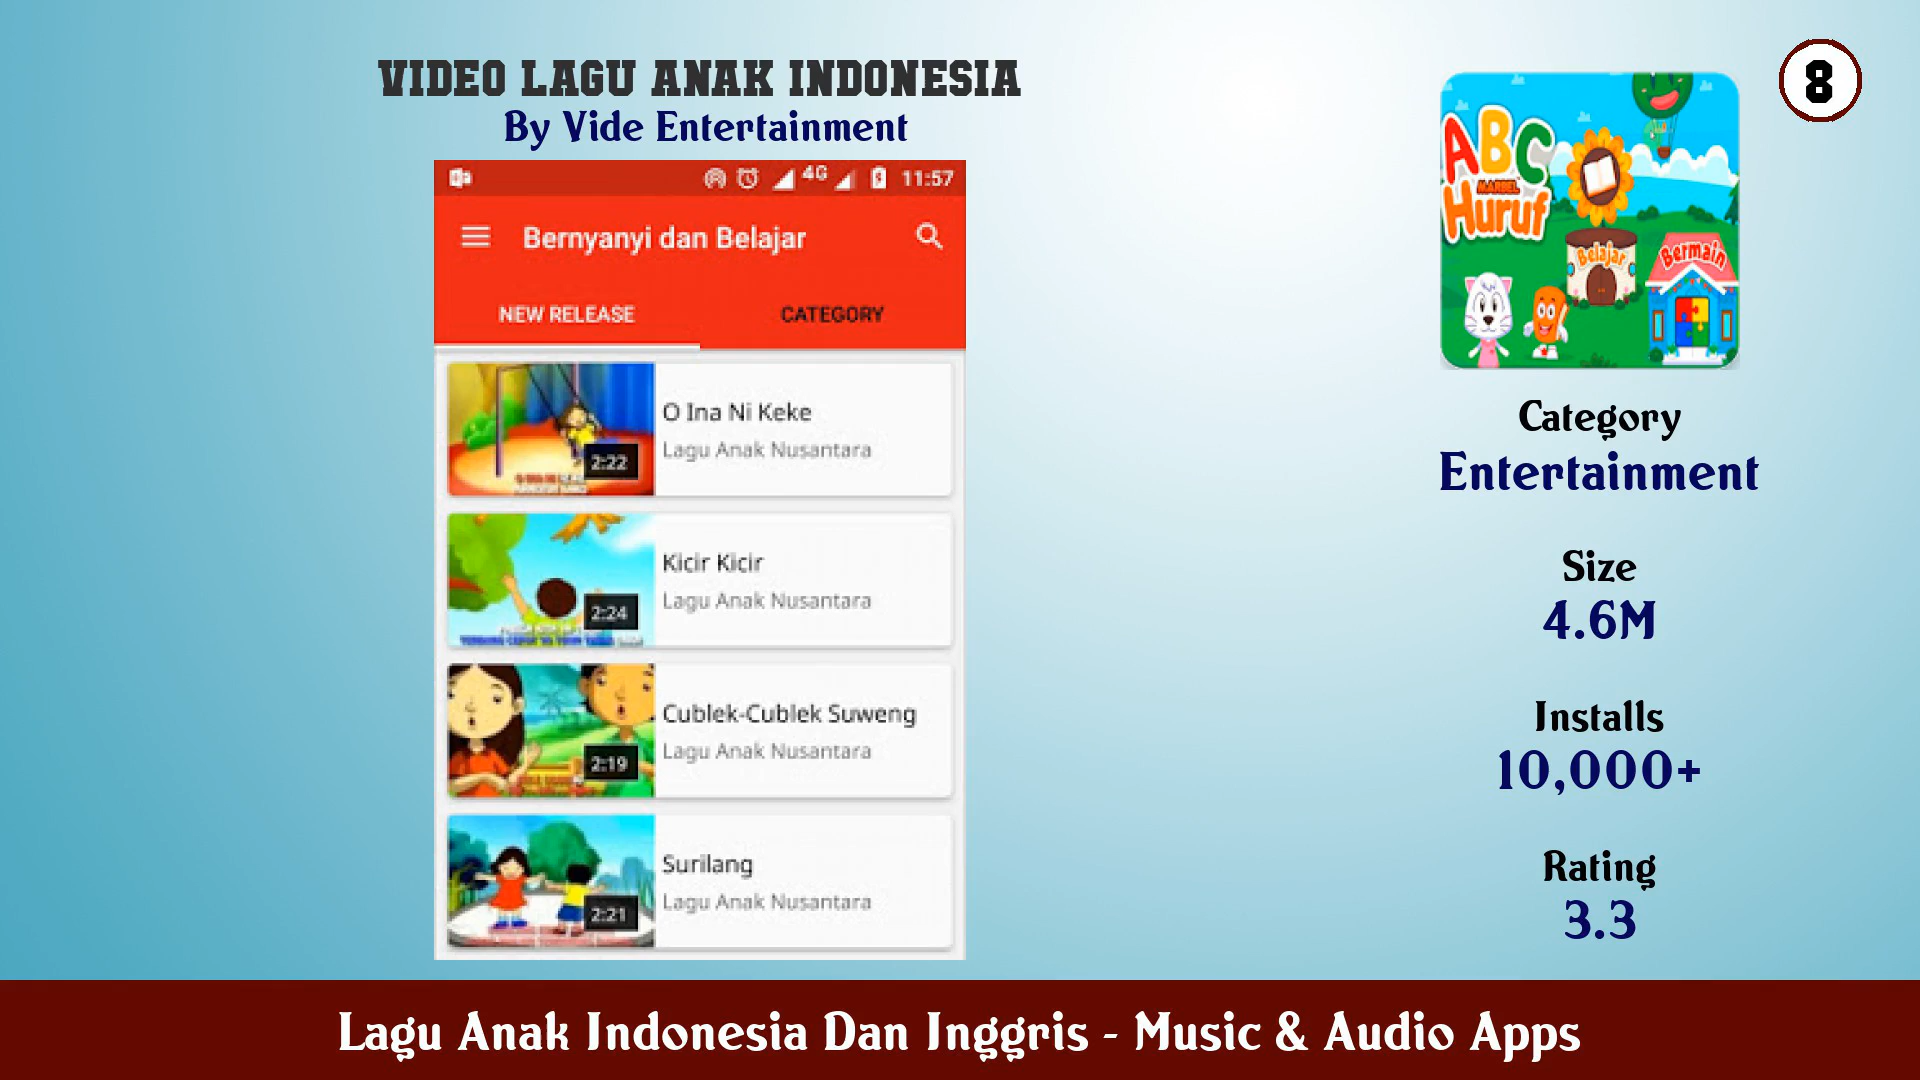 VIDEO LAGU ANAK INDONESIA
By Vide Entertainment
4G 11:57
Bernyanyi dan Belajar
NEW RELEASE CATEGORY
O Ina Ni Keke
Lagu Anak Nusantara
2:22
Kicir Kicir
Lagu Anak Nusantara
2:24
Cublek-Cublek Suweng
Lagu Anak Nusantara
2:19
Surilang
Lagu Anak Nusantara
2:21
8
ABC
MARBEL
Huruf
Belajar
Bermain
Category
Entertainment
Size
4.6M
Installs
10,000+
Rating
3.3
Lagu Anak Indonesia Dan Inggris - Music & Audio Apps